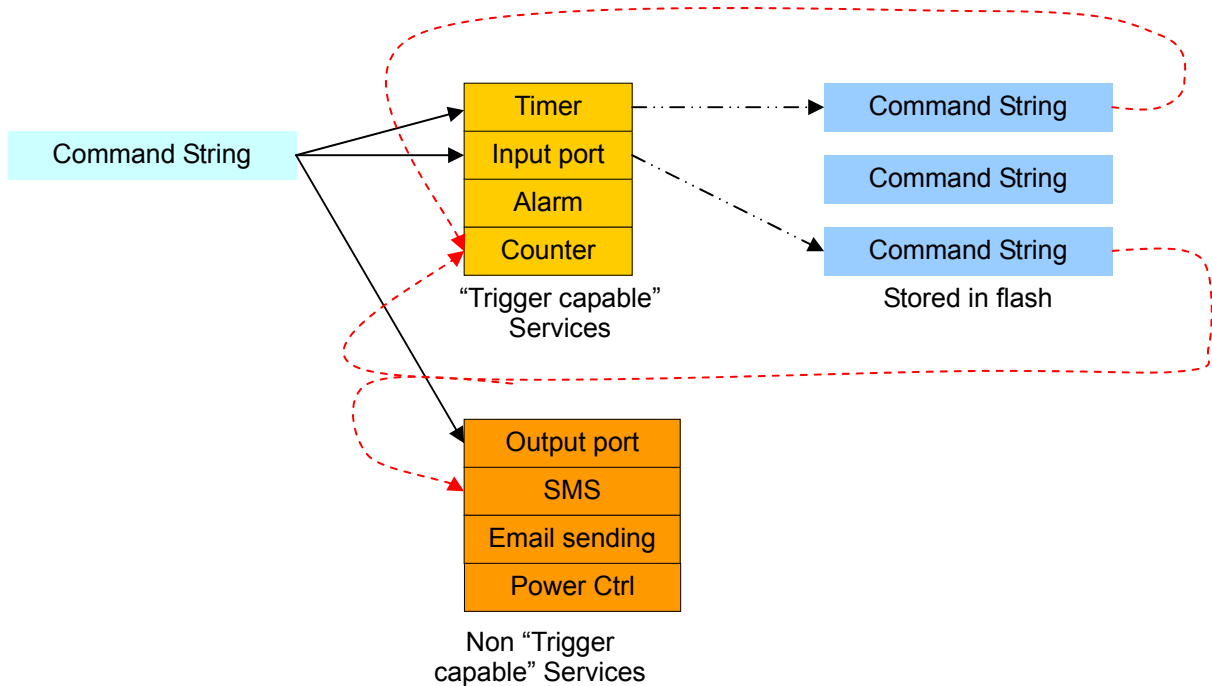 Command String
Timer
Input port
Alarm
Counter
“Trigger capable”
Services
Command String
Command String
Command String
Stored in flash
Output port
SMS
Email sending
Power Ctrl
Non “Trigger
capable” Services